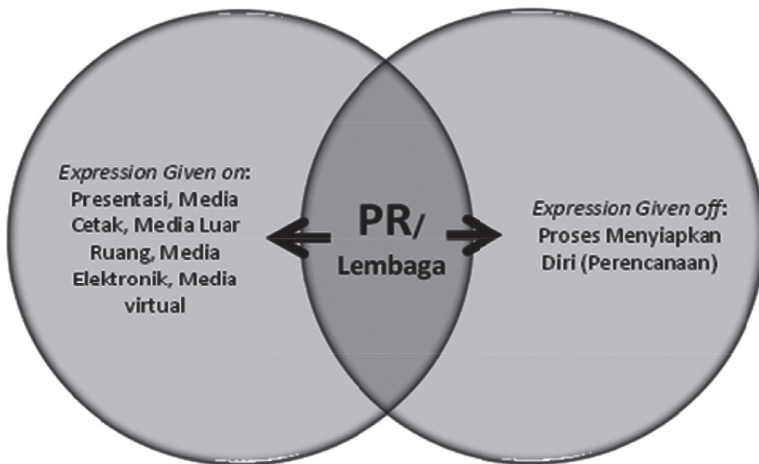 Expression Given on:
Presentasi, Media
Cetak, Media Luar
Ruang, Media
Elektronik, Media
virtual
PR/
Lembaga
Expression Given off:
Proses Menyiapkan
Diri (Perencanaan)